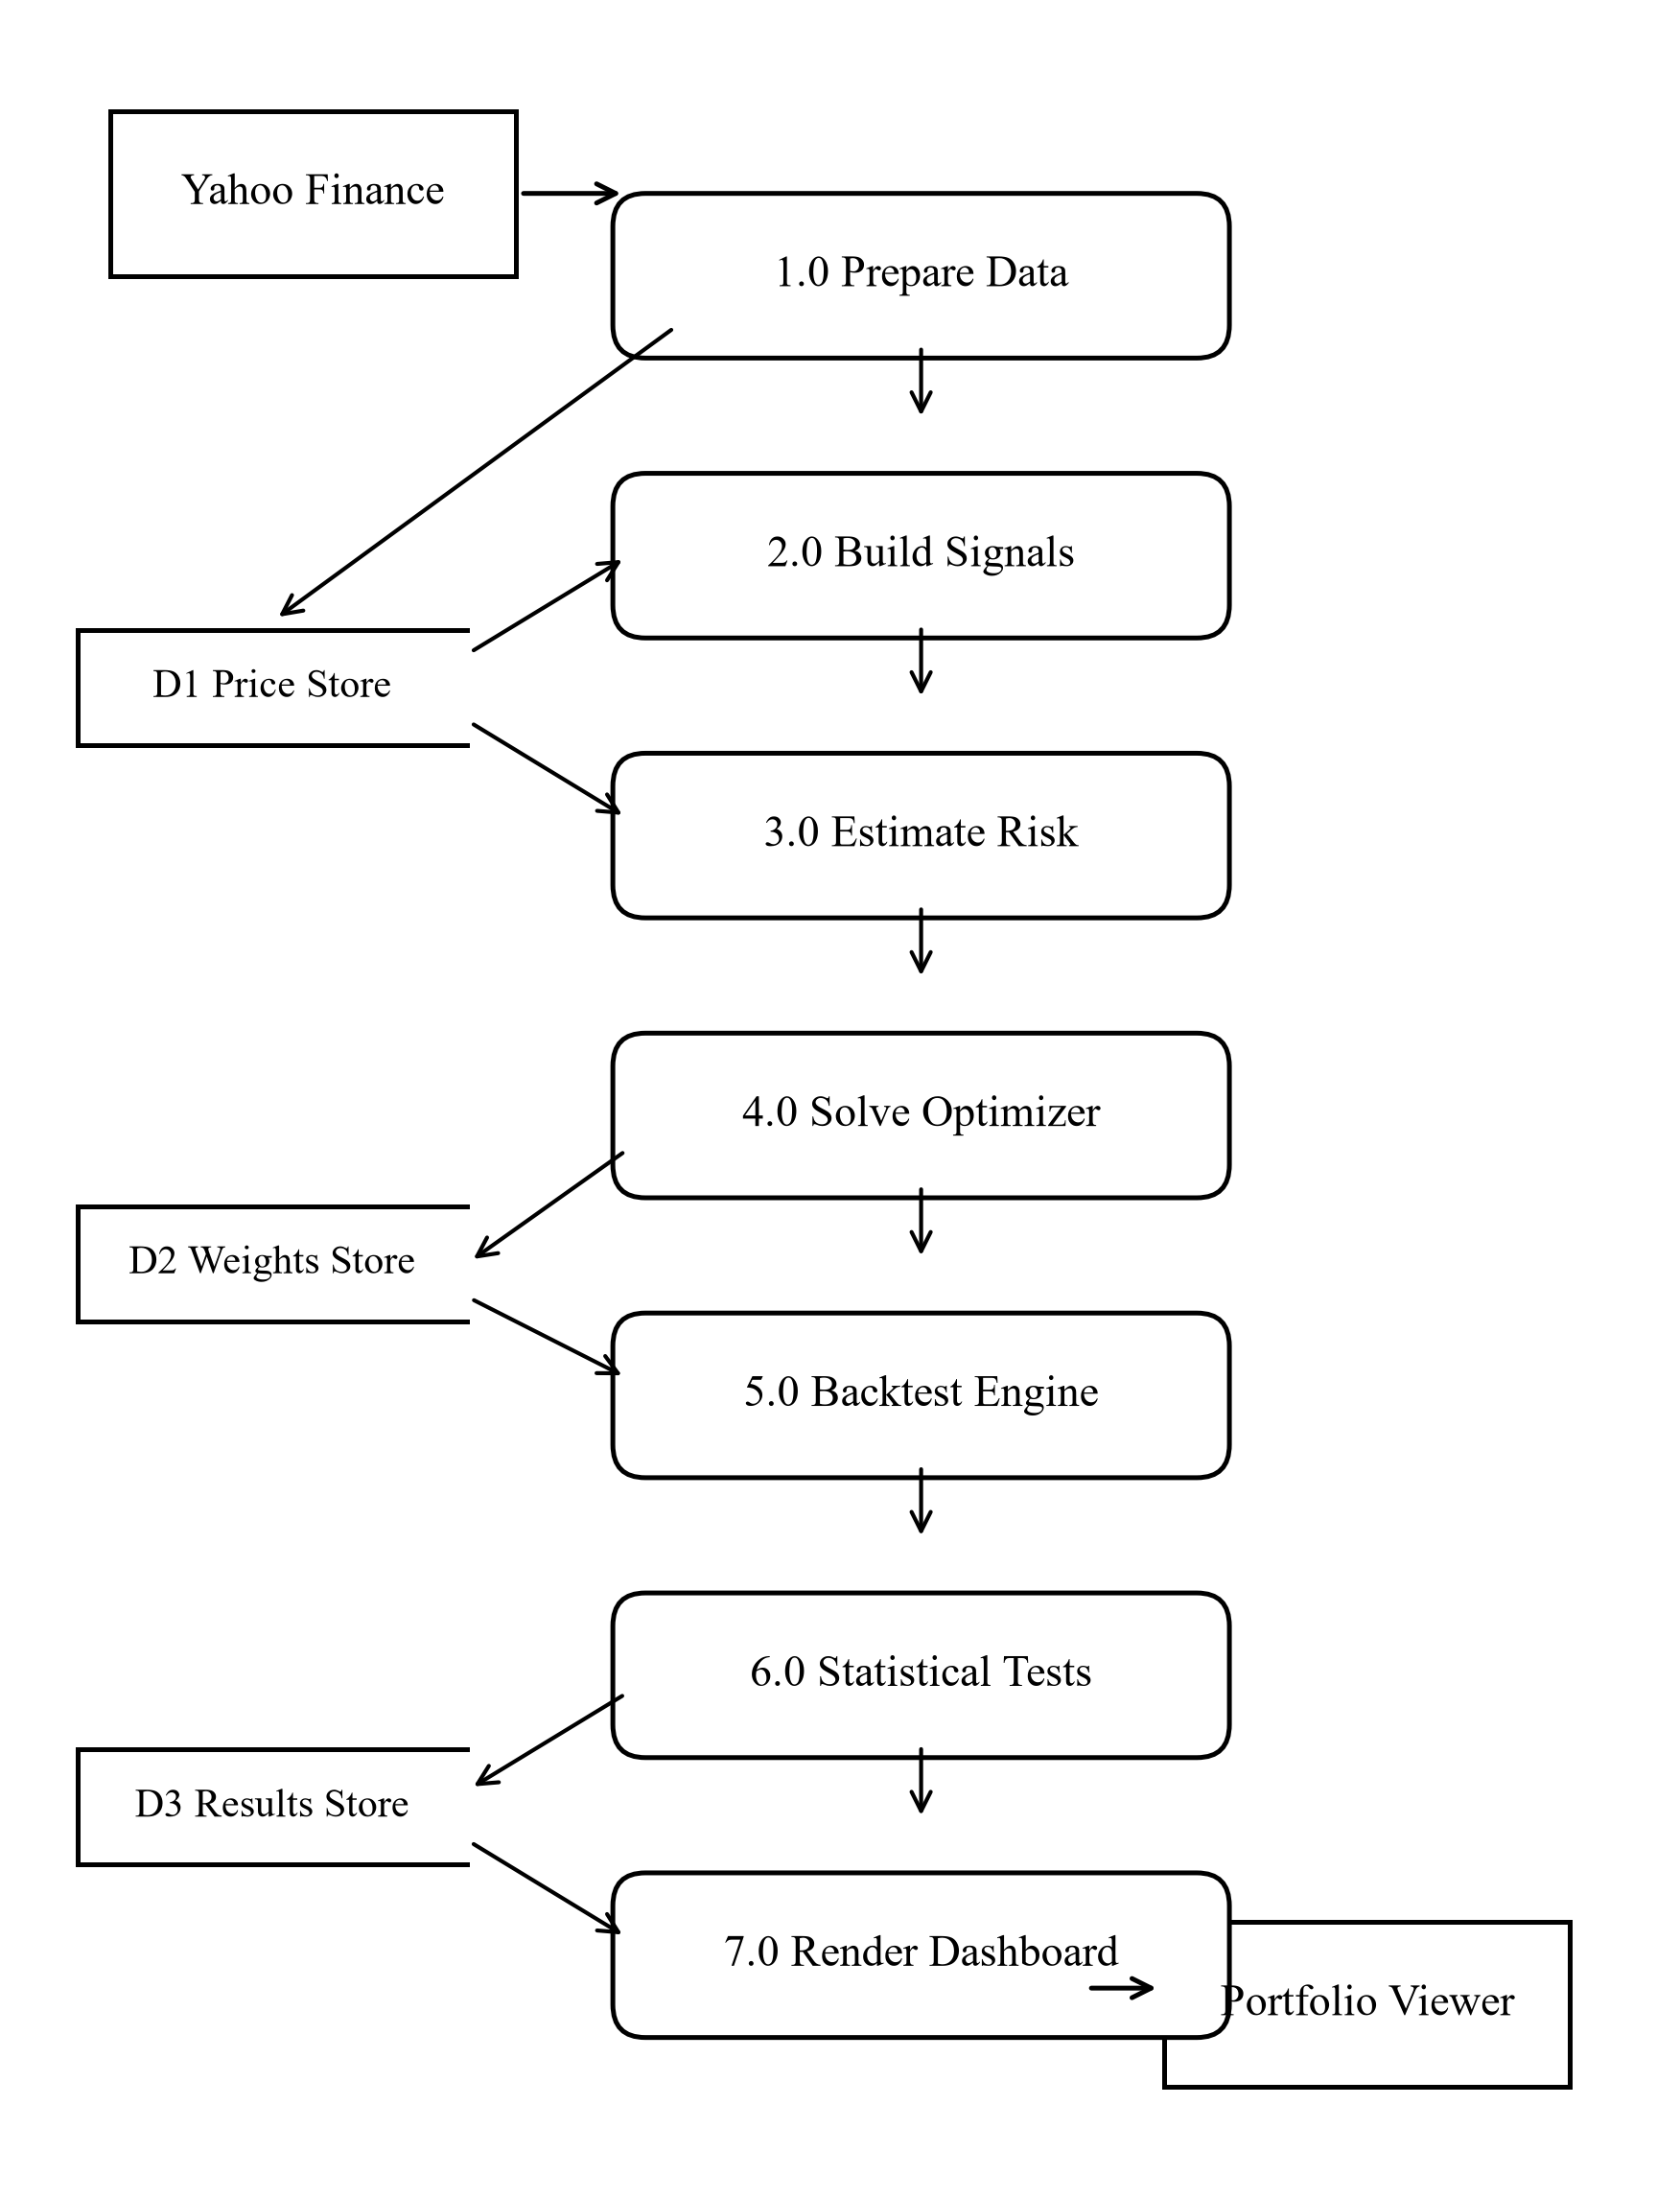 Yahoo Finance
1.0 Prepare Data
2.0 Build Signals
D1 Price Store
3.0 Estimate Risk
4.0 Solve Optimizer
D2 Weights Store
5.0 Backtest Engine
6.0 Statistical Tests
D3 Results Store
7.0 Render Dashboard
Portfolio Viewer